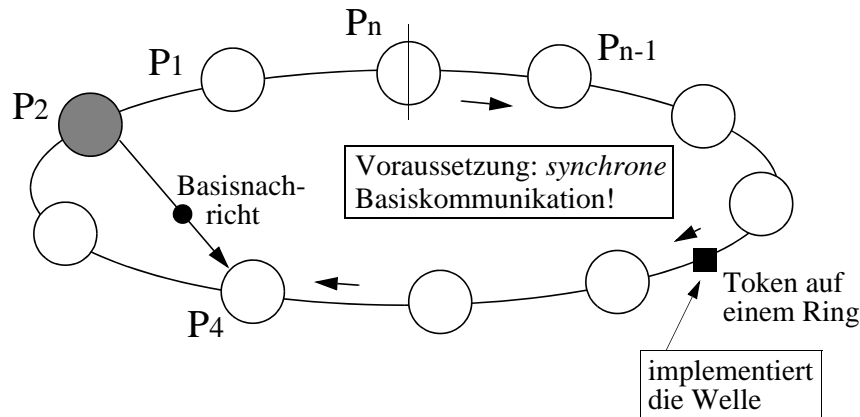 Pn
P1
Pn-1
P2
Voraussetzung: synchrone
Basiskommunikation!
Basisnach-
richt
Token auf
einem Ring
P4
implementiert
die Welle